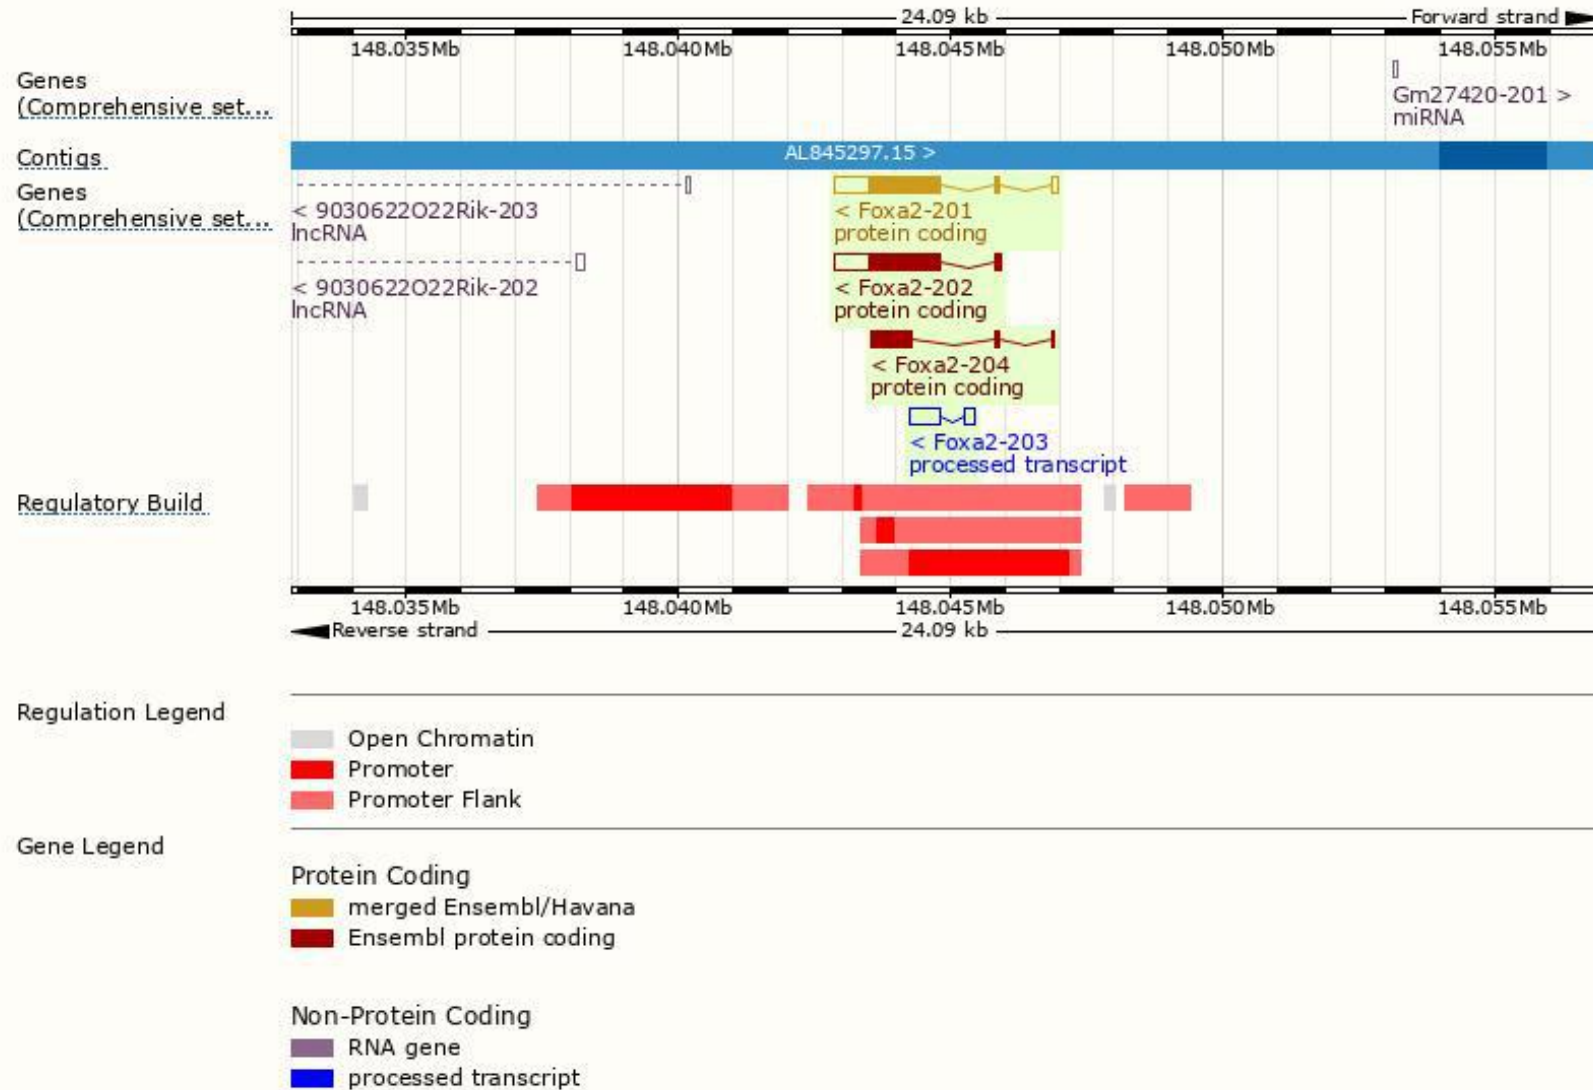 24.09 kb
Forward strand
148.035Mb 148.040Mb 148.045Mb 148.050Mb 148.055Mb
Genes
(Comprehensive set...
Gm27420-201 >
miRNA
Contigs
AL845297.15 >
Genes
(Comprehensive set...
< 9030622O22Rik-203
lncRNA
< Foxa2-201
protein coding
< 9030622O22Rik-202
lncRNA
< Foxa2-202
protein coding
< Foxa2-204
protein coding
< Foxa2-203
processed transcript
Regulatory Build
148.035Mb 148.040Mb 148.045Mb 148.050Mb 148.055Mb
Reverse strand
24.09 kb
Regulation Legend
Open Chromatin
Promoter
Promoter Flank
Gene Legend
Protein Coding
merged Ensembl/Havana
Ensembl protein coding
Non-Protein Coding
RNA gene
processed transcript